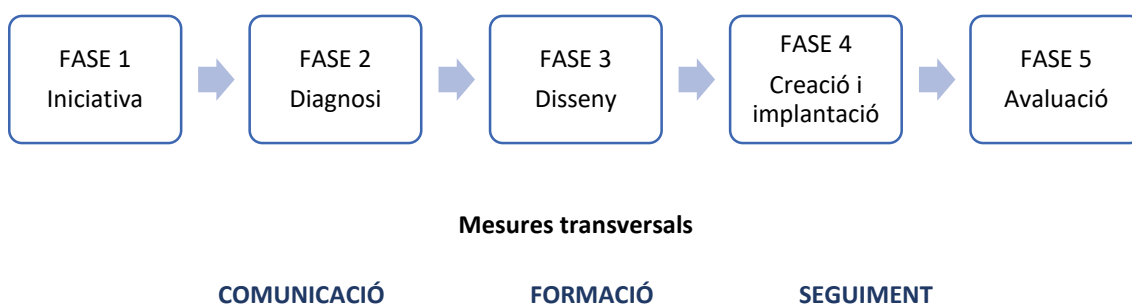 FASE 1
Iniciativa
FASE 2
Diagnosi
FASE 3
Disseny
FASE 4
Creació i
implantació
FASE 5
Avaluació
Mesures transversals
COMUNICACIÓ
FORMACIÓ
SEGUIMENT